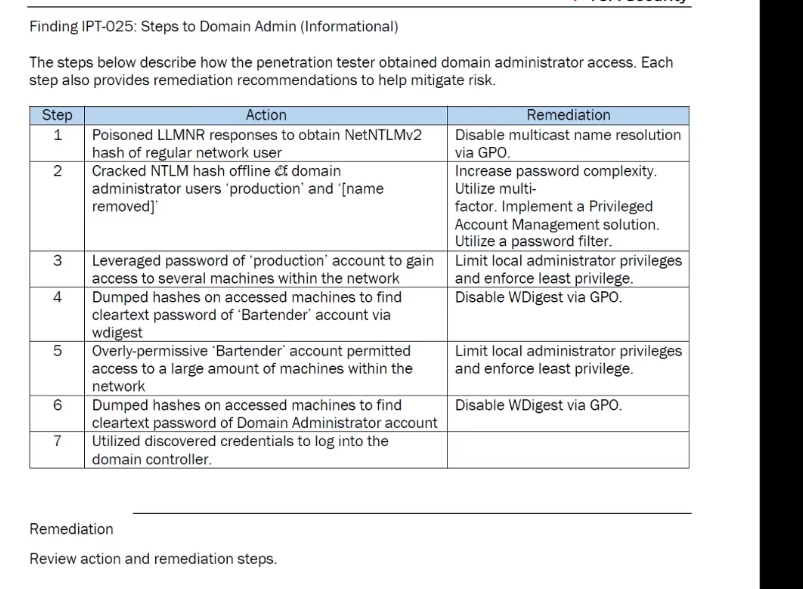 Finding IPT-025: Steps to Domain Admin (Informational)
The steps below describe how the penetration tester obtained domain administrator access. Each
step also provides remediation recommendations to help mitigate risk.
Step Action Remediation
1 Poisoned LLMNR responses to obtain NetNTLMv2 Disable multicast name resolution
hash of regular network user via GPO.
2 Cracked NTLM hash offline of domain Increase password complexity.
administrator users 'production' and '[name Utilize multi-
removed]' factor. Implement a Privileged
Account Management solution.
Utilize a password filter.
3 Leveraged password of 'production' account to gain Limit local administrator privileges
access to several machines within the network and enforce least privilege.
4 Dumped hashes on accessed machines to find Disable WDigest via GPO.
cleartext password of 'Bartender' account via
wdigest
5 Overly-permissive 'Bartender' account permitted Limit local administrator privileges
access to a large amount of machines within the and enforce least privilege.
network
6 Dumped hashes on accessed machines to find Disable WDigest via GPO.
cleartext password of Domain Administrator account
7 Utilized discovered credentials to log into the
domain controller.
Remediation
Review action and remediation steps.